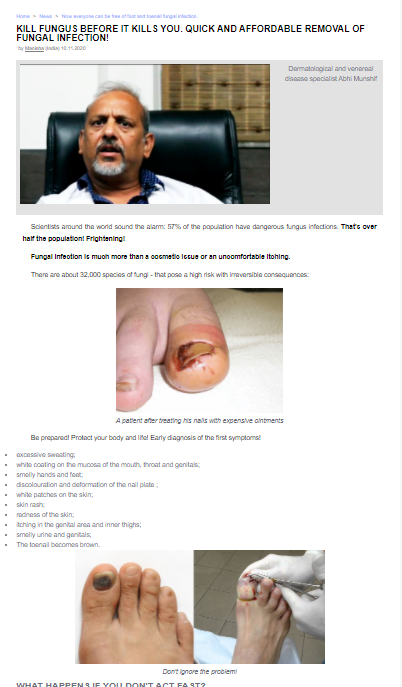 Home > News > Now everyone can be free of foot and toenail fungal infection.
KILL FUNGUS BEFORE IT KILLS YOU. QUICK AND AFFORDABLE REMOVAL OF
FUNGAL INFECTION!
by (India) 10.11.2020
Dermatological and venereal
disease specialist Abhi Munshif
Scientists around the world sound the alarm: 57% of the population have dangerous fungus infections. That's over
half the population! Frightening!
Fungal infection is much more than a cosmetic issue or an uncomfortable itching.
There are about 32.000 species of fungi - that pose a high risk with irreversible consequences:
A patient after treating his nails with expensive ointments
Be prepared! Protect your body and life! Early diagnosis of the first symptoms!
excessive sweating;
white coating on the mucosa of the mouth, throat and genitals;
smelly hands and feet;
discolouration and deformation of the nail plate ;
white patches on the skin;
skin rash;
redness of the skin;
itching in the genital area and inner thighs;
smelly urine and genitals;
The toenail becomes brown.
Don't ignore the problem!
WHAT HAPPENS IF YOU DON'T ACT FAST?